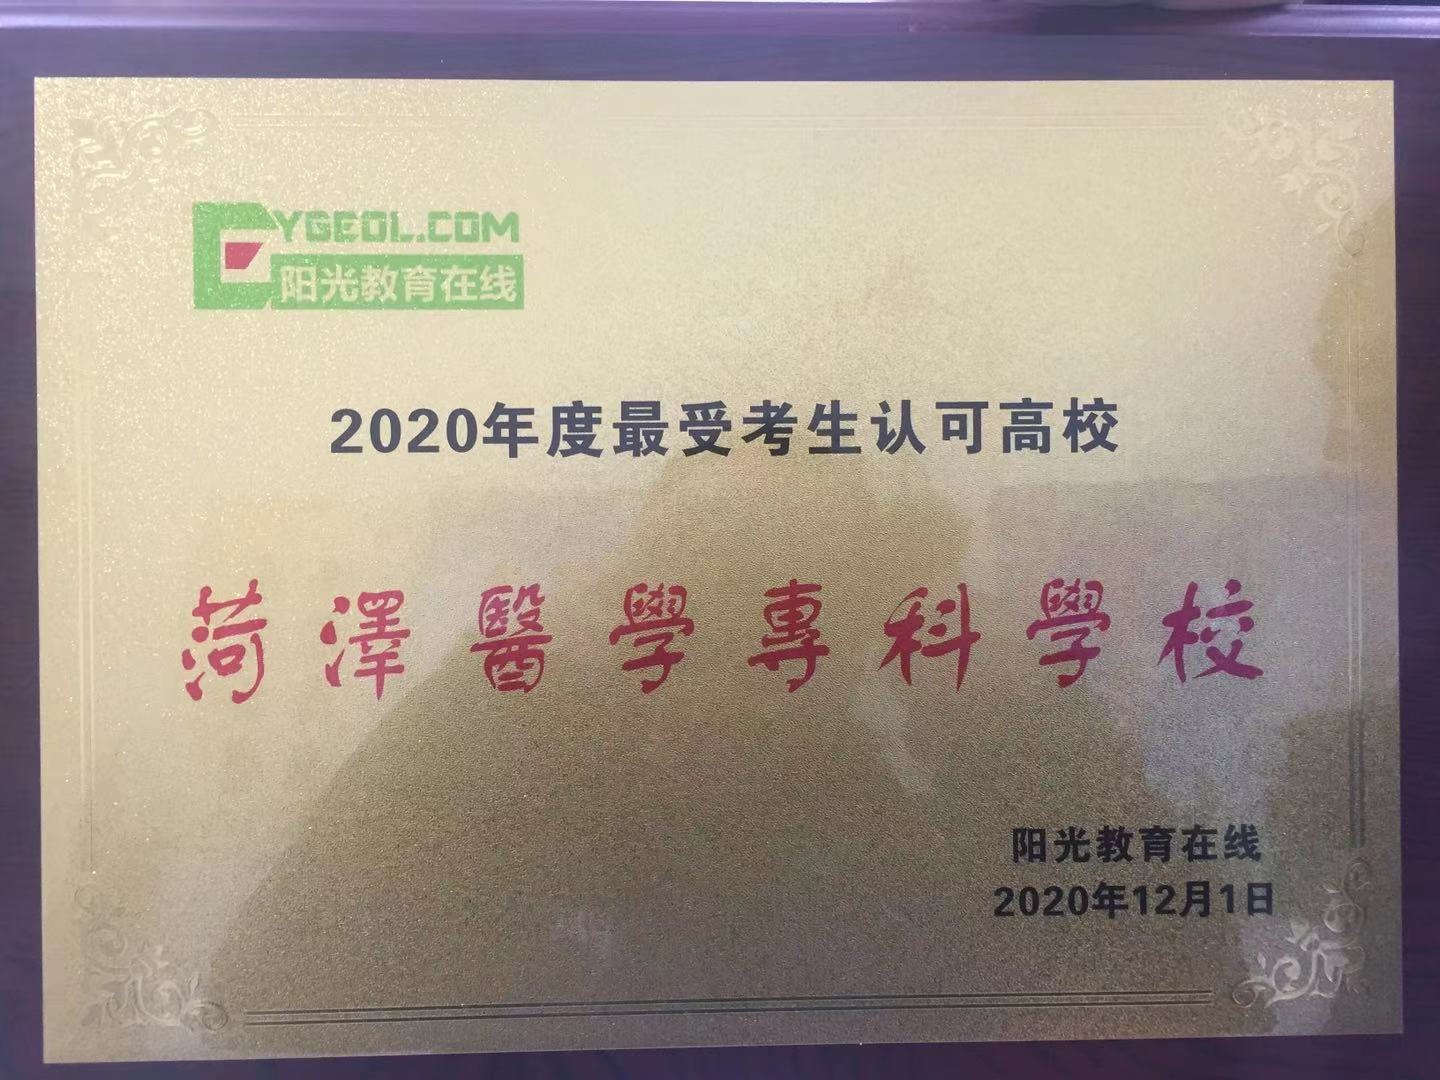 YGEOL.COM
阳光教育在线
2020年度最受考生认可高校
菏澤醫學專科學校
阳光教育在线
2020年12月1日